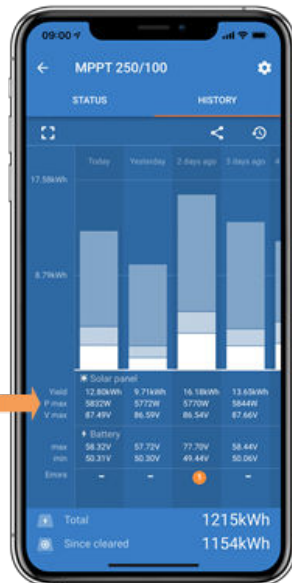 09:00
MPPT 250/100
STATUS HISTORY
Today Yesterday 2 days ago 3 days ago 4
17.58kWh
8.79kWh
Solar panel
Yield 12.80kWh 9.71kWh 16.18kWh 13.65kWh
P max 5832W 5772W 5770W 5844W
V max 87.49V 86.59V 86.54V 87.66V
Battery
max 58.32V 57.72V 77.70V 58.44V
min 50.31V 50.30V 49.44V 50.06V
Errors - - 1 -
Total 1215kWh
Since cleared 1154kWh